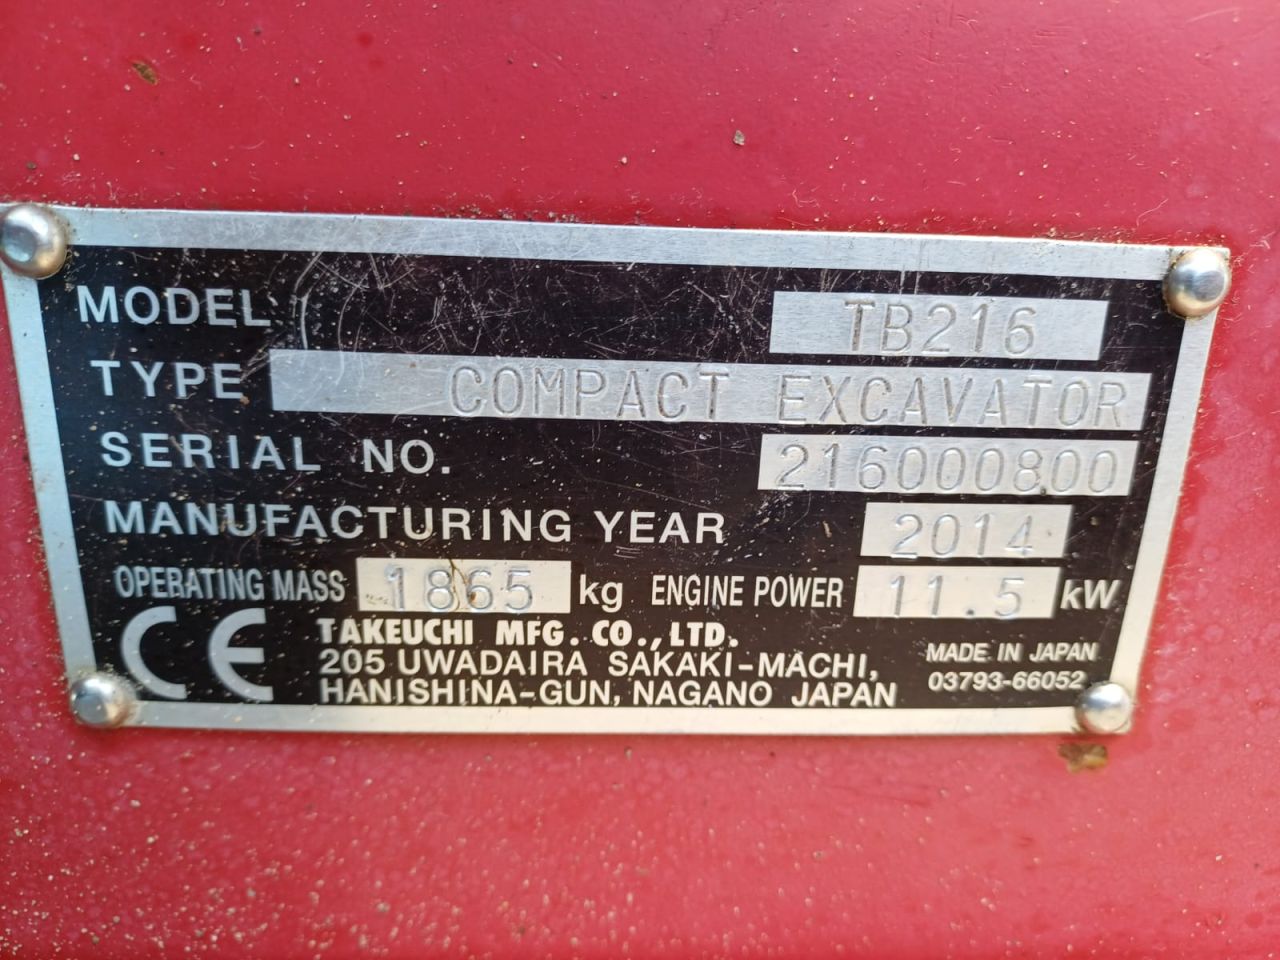 MODEL TB216
TYPE COMPACT EXCAVATOR
SERIAL NO. 216000800
MANUFACTURING YEAR 2014
OPERATING MASS 1865 kg ENGINE POWER 11.5 kW
CE
TAKEUCHI MFG. CO., LTD.
205 UWADAIRA SAKAKI-MACHI,
HANISHINA-GUN, NAGANO JAPAN
MADE IN JAPAN
03793-66052